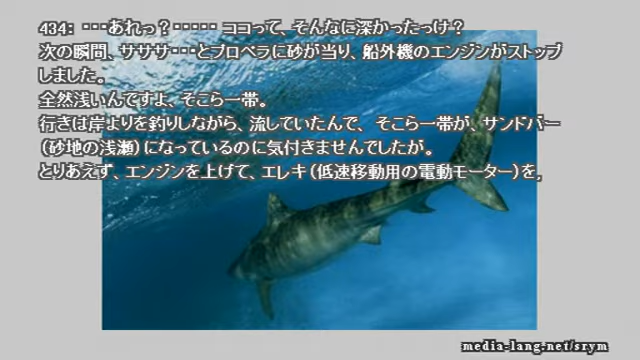 434: ・・・あれっ？・・・・・ ココって、そんなに深かったっけ？
次の瞬間、サササ・・・とプロペラに砂が当り、船外機のエンジンがストップ
しました。
全然浅いんですよ、そこら一帯。
行きは岸よりを釣りしながら、流していたんで、 そこら一帯が、サンドバー
（砂地の浅瀬）になっているのに気付きませんでしたが。
とりあえず、エンジンを上げて、エレキ（低速移動用の電動モーター）を,
media-lang-net/srym